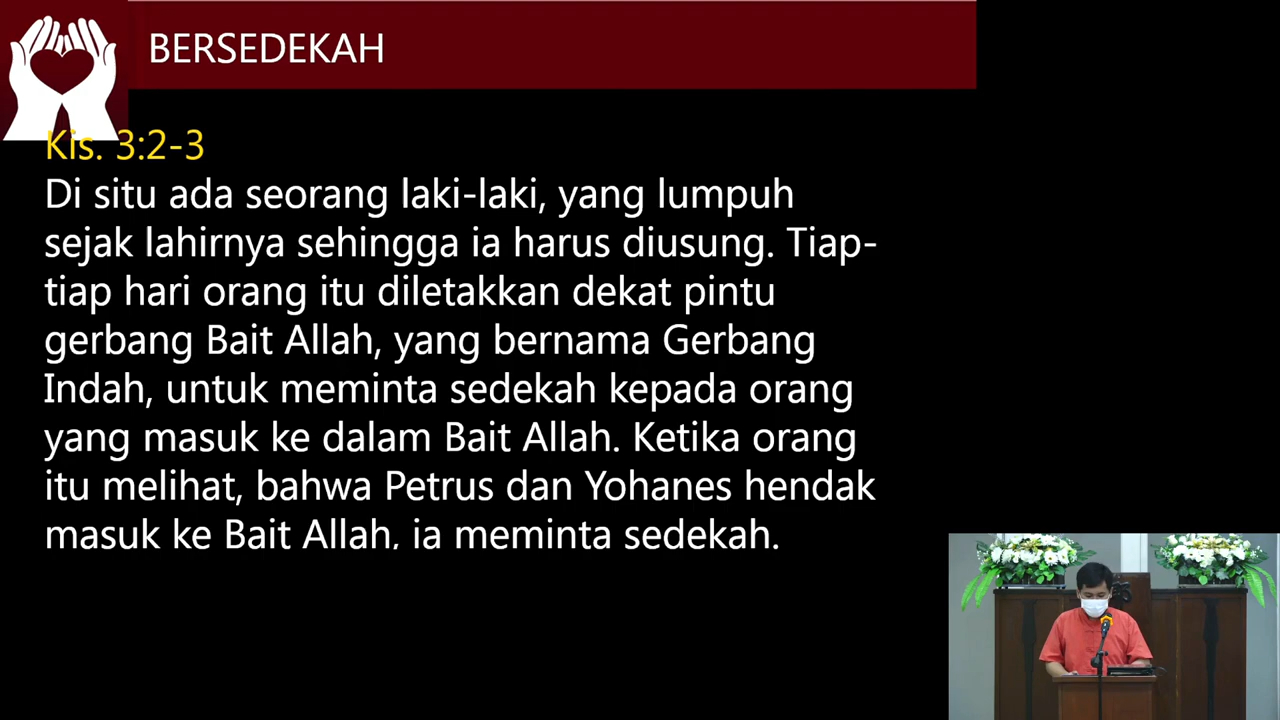 BERSEDEKAH
Kis. 3:2-3
Di situ ada seorang laki-laki, yang lumpuh
sejak lahirnya sehingga ia harus diusung. Tiap-
tiap hari orang itu diletakkan dekat pintu
gerbang Bait Allah, yang bernama Gerbang
Indah, untuk meminta sedekah kepada orang
yang masuk ke dalam Bait Allah. Ketika orang
itu melihat, bahwa Petrus dan Yohanes hendak
masuk ke Bait Allah, ia meminta sedekah.